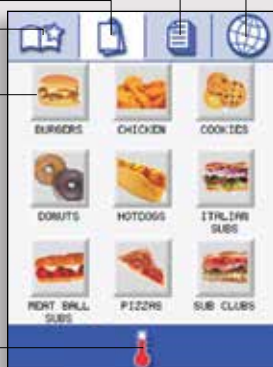 BURGERS CHICKEN COOKIES
DONUTS HOTDOGS ITALIAN
SUBS
MEAT BALL PIZZAS SUB CLUBS
SUBS